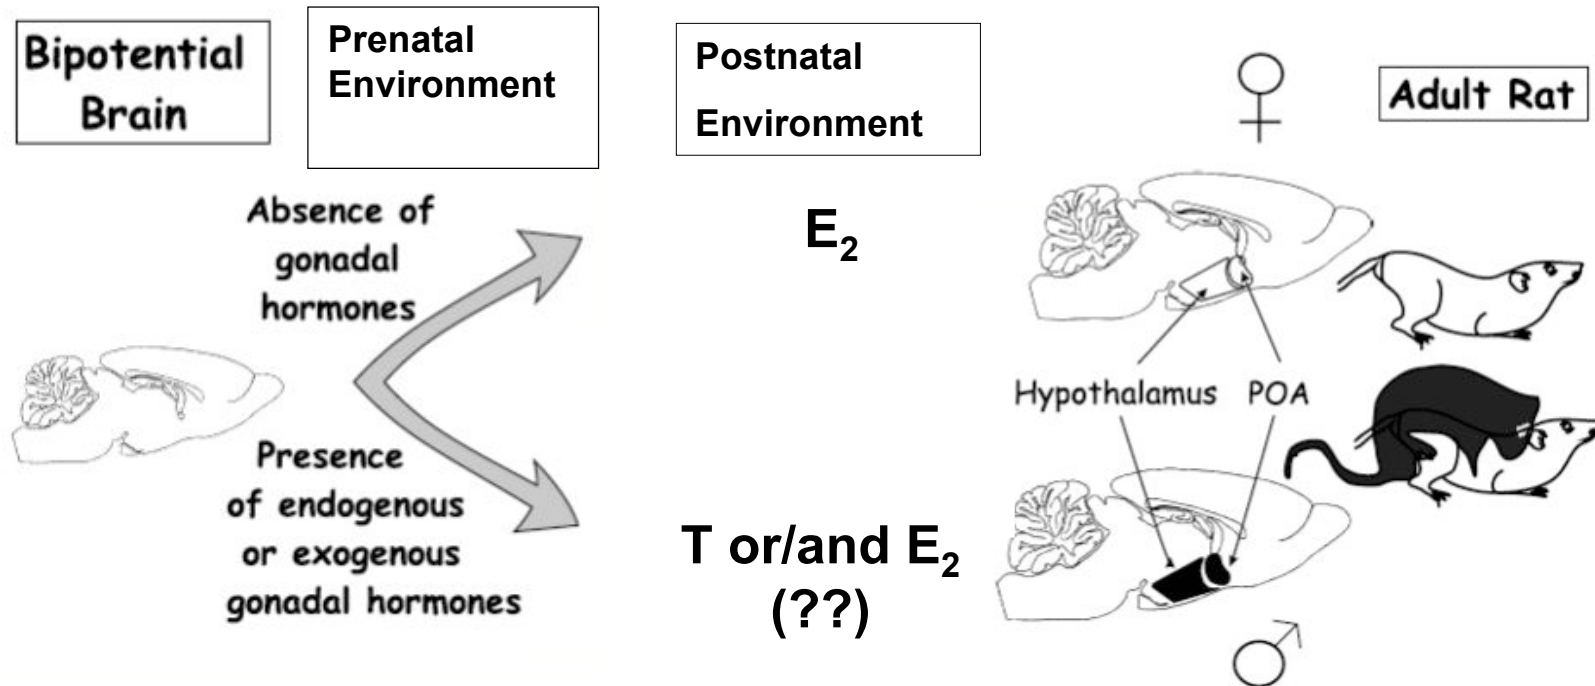 Bipotential
Brain
Prenatal
Environment
Postnatal
Environment
Adult Rat
Absence of
gonadal
hormones
E₂
Hypothalamus POA
Presence
of endogenous
or exogenous
gonadal hormones
T or/and E₂
(??)